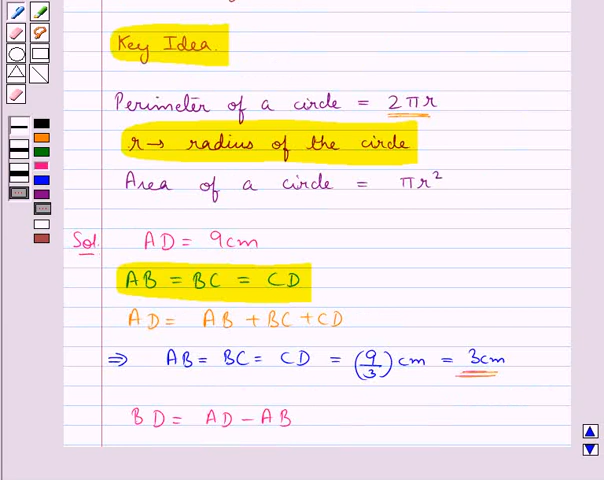 Key Idea.
Perimeter of a circle = 2πr
r → radius of the circle
Area of a circle = πr²
Sol. AD = 9cm
AB = BC = CD
AD = AB + BC + CD
⇒ AB = BC = CD = (9/3) cm = 3cm
BD = AD – AB